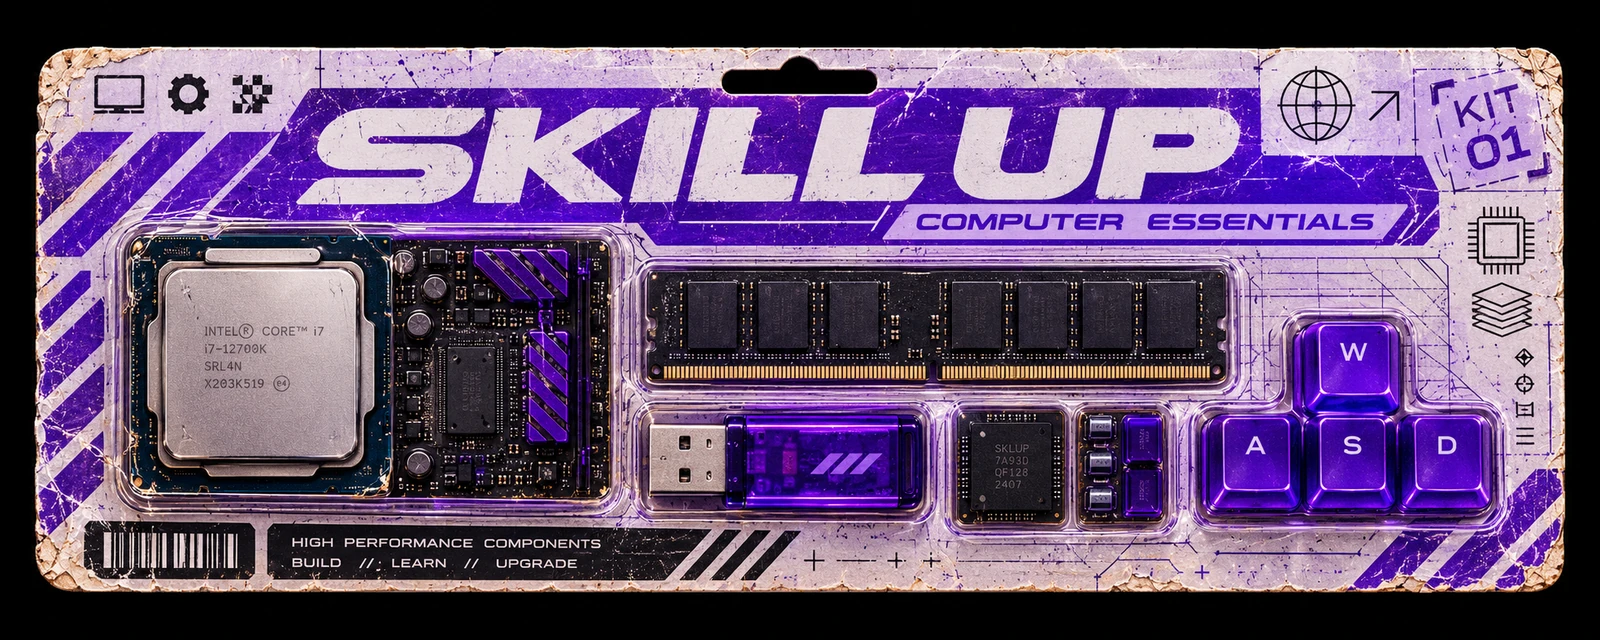 SKILL UP
COMPUTER ESSENTIALS
KIT
01
INTEL® CORE™ i7
i7-12700K
SRL4N
X203K519 e4
W
A
S
D
SKLUP
7A93D
QF128
2407
HIGH PERFORMANCE COMPONENTS
BUILD // LEARN // UPGRADE